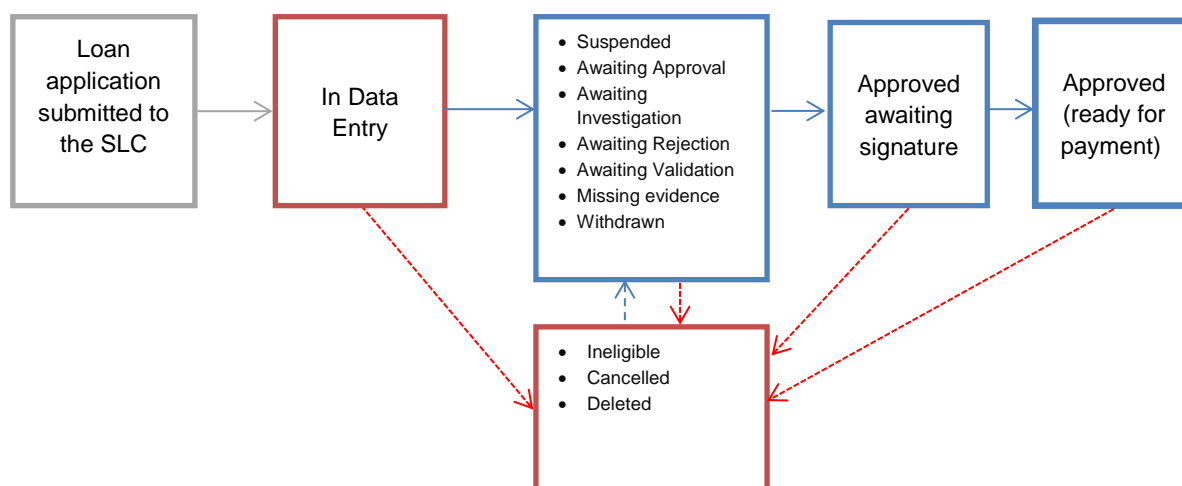 Loan
application
submitted to
the SLC
In Data
Entry
• Suspended
• Awaiting Approval
• Awaiting
Investigation
• Awaiting Rejection
• Awaiting Validation
• Missing evidence
• Withdrawn
Approved
awaiting
signature
Approved
(ready for
payment)
• Ineligible
• Cancelled
• Deleted